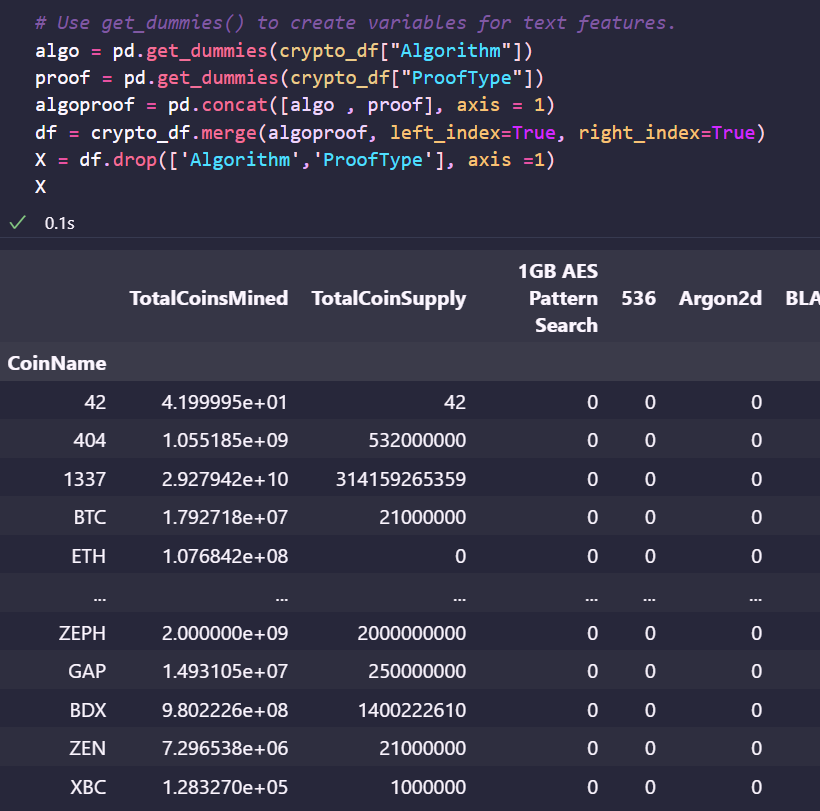 # Use get_dummies() to create variables for text features.
algo = pd.get_dummies(crypto_df["Algorithm"])
proof = pd.get_dummies(crypto_df["ProofType"])
algoproof = pd.concat([algo , proof], axis = 1)
df = crypto_df.merge(algoproof, left_index=True, right_index=True)
X = df.drop(['Algorithm','ProofType'], axis =1)
X
0.1s
1GB AES
TotalCoinsMined TotalCoinSupply Pattern 536 Argon2d BLA
Search
CoinName
42 4.199995e+01 42 0 0 0
404 1.055185e+09 532000000 0 0 0
1337 2.927942e+10 314159265359 0 0 0
BTC 1.792718e+07 21000000 0 0 0
ETH 1.076842e+08 0 0 0 0
... ... ... ... ... ...
ZEPH 2.000000e+09 2000000000 0 0 0
GAP 1.493105e+07 250000000 0 0 0
BDX 9.802226e+08 1400222610 0 0 0
ZEN 7.296538e+06 21000000 0 0 0
XBC 1.283270e+05 1000000 0 0 0